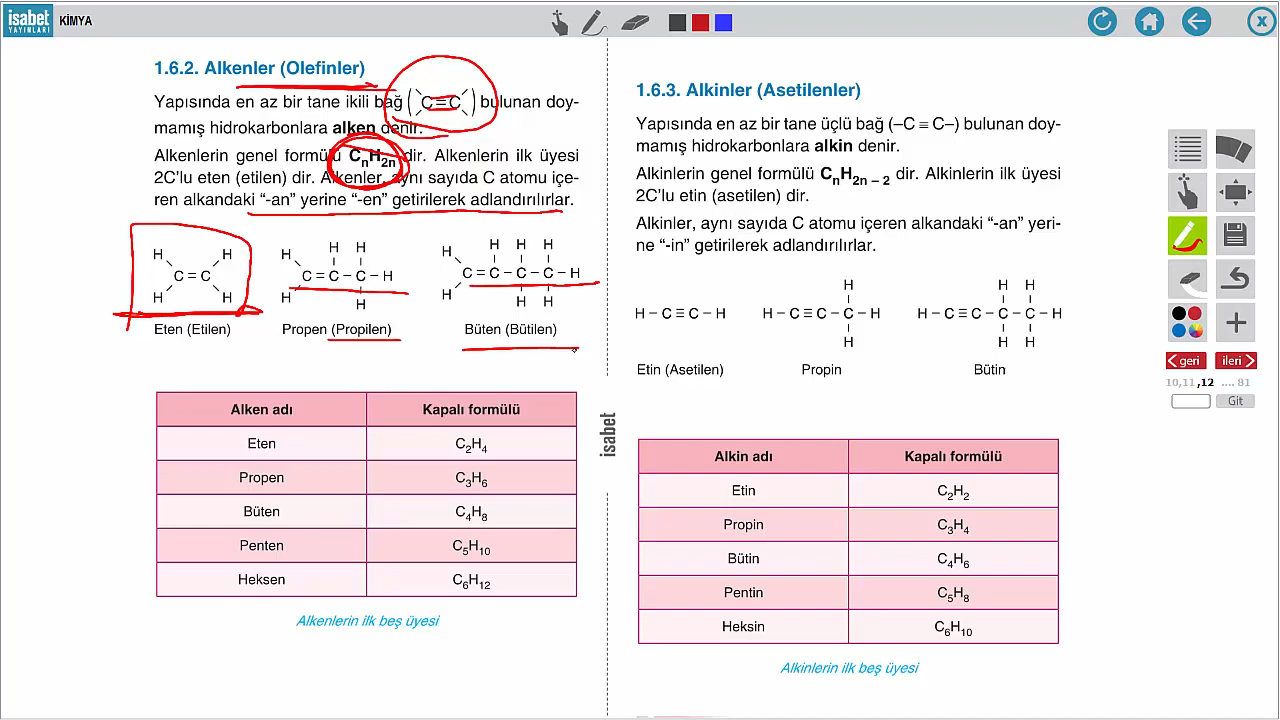 isabet
YAYINLARI
KİMYA
1.6.2. Alkenler (Olefinler)
Yapısında en az bir tane ikili bağ (C=C) bulunan doy-
mamış hidrokarbonlara alken denir.
Alkenlerin genel formülü CnH2n dir. Alkenlerin ilk üyesi
2C’lu eten (etilen) dir. Alkenler, aynı sayıda C atomu içe-
ren alkandaki “-an” yerine “-en” getirilerek adlandırılırlar.
H H
C = C
H H
Eten (Etilen)
H H H
C = C – C – H
H H
Propen (Propilen)
H H H H
C = C – C – C – H
H H H
Büten (Bütilen)
Alken adı Kapalı formülü
Eten C2H4
Propen C3H6
Büten C4H8
Penten C5H10
Heksen C6H12
Alkenlerin ilk beş üyesi
isabet
1.6.3. Alkinler (Asetilenler)
Yapısında en az bir tane üçlü bağ (–C ≡ C–) bulunan doy-
mamış hidrokarbonlara alkin denir.
Alkinlerin genel formülü CnH2n – 2 dir. Alkinlerin ilk üyesi
2C’lu etin (asetilen) dir.
Alkinler, aynı sayıda C atomu içeren alkandaki “-an” yeri-
ne “-in” getirilerek adlandırılırlar.
H – C ≡ C – H
Etin (Asetilen)
H
H – C ≡ C – C – H
H
Propin
H H
H – C ≡ C – C – C – H
H H
Bütin
Alkin adı Kapalı formülü
Etin C2H2
Propin C3H4
Bütin C4H6
Pentin C5H8
Heksin C6H10
Alkinlerin ilk beş üyesi
geri ileri
10,11,12 .... 81
Git